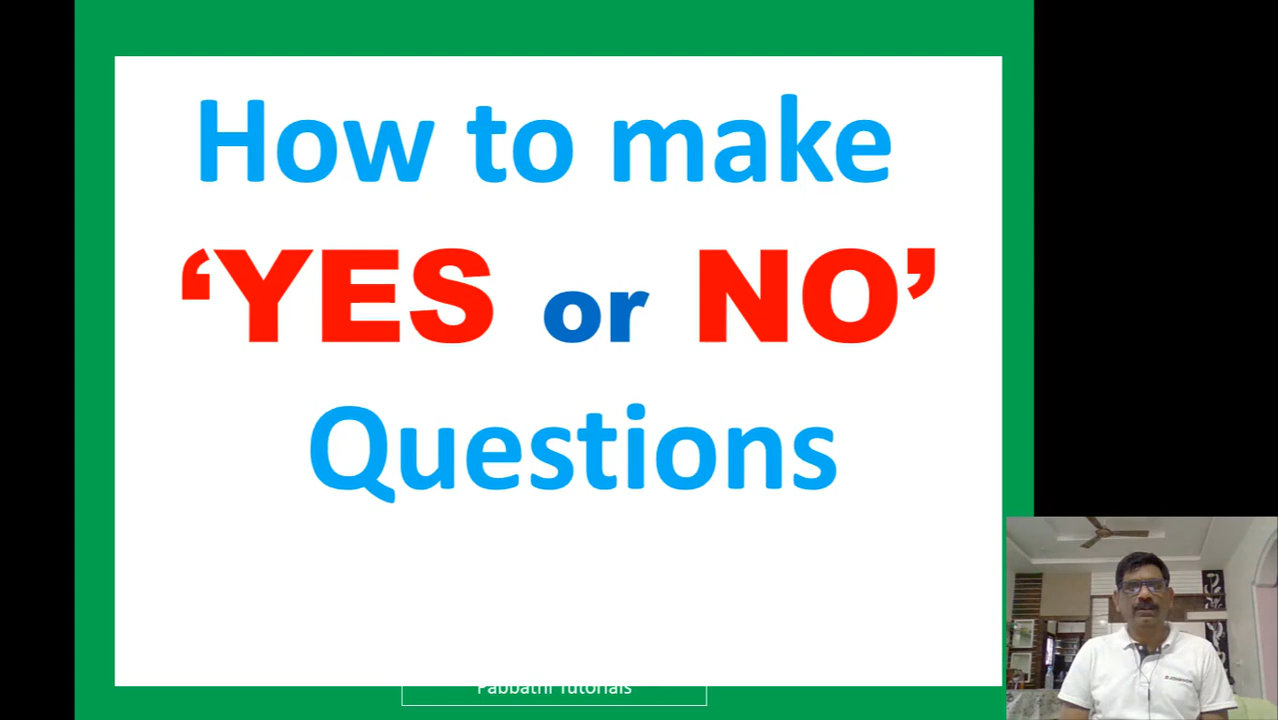 How to make
‘YES or NO’
Questions
Pabbathi Tutorials